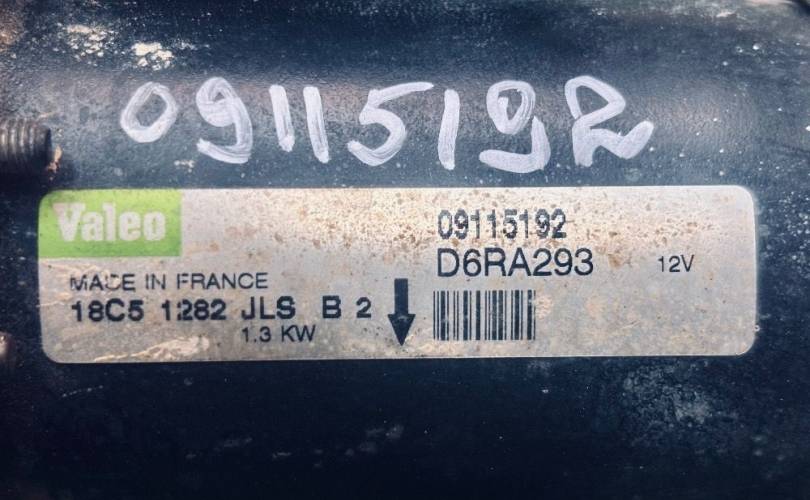 09115192
Valeo
09115192
D6RA293
12V
MADE IN FRANCE
18C5 1282 JLS B 2
1.3 KW